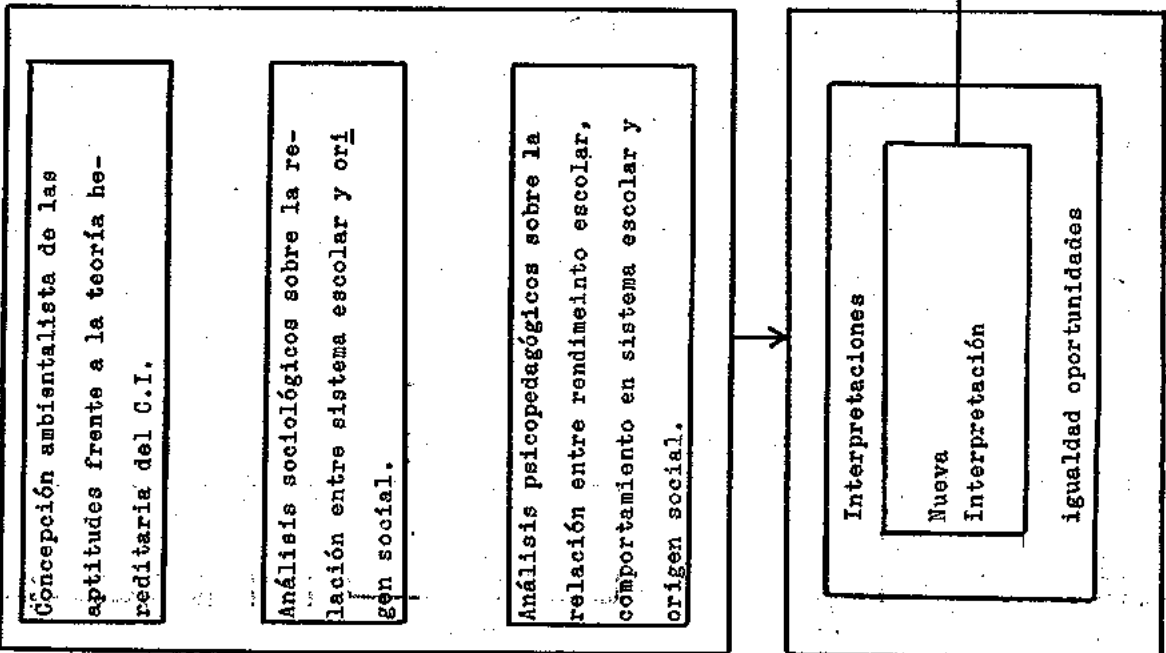 Concepción ambientalista de las
aptitudes frente a la teoría he-
reditaria del C.I.
Análisis sociológicos sobre la re-
lación entre sistema escolar y ori
gen social.
Análisis psicopedagógicos sobre la
relación entre rendimeinto escolar,
comportamiento en sistema escolar y
origen social.
Interpretaciones
Nueva
Interpretación
igualdad oportunidades